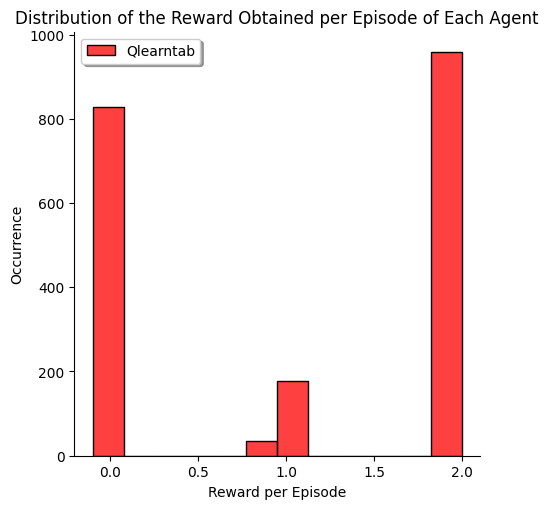 Distribution of the Reward Obtained per Episode of Each Agent
Qlearntab
1000
800
600
400
200
0
Occurrence
0.0 0.5 1.0 1.5 2.0
Reward per Episode